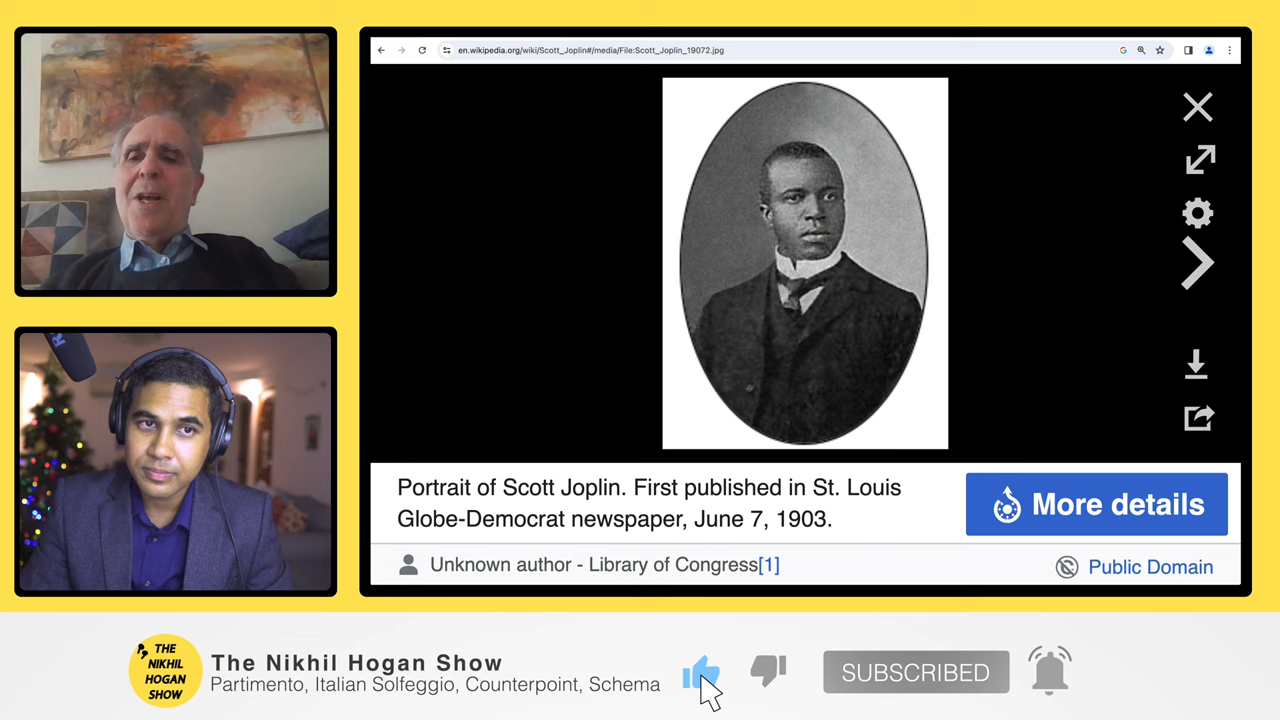 en.wikipedia.org/wiki/Scott_Joplin#/media/File:Scott_Joplin_19072.jpg
Portrait of Scott Joplin. First published in St. Louis
Globe-Democrat newspaper, June 7, 1903.
More details
Unknown author - Library of Congress[1]
Public Domain
THE
NIKHIL
HOGAN
SHOW
The Nikhil Hogan Show
Partimento, Italian Solfeggio, Counterpoint, Schema
SUBSCRIBED